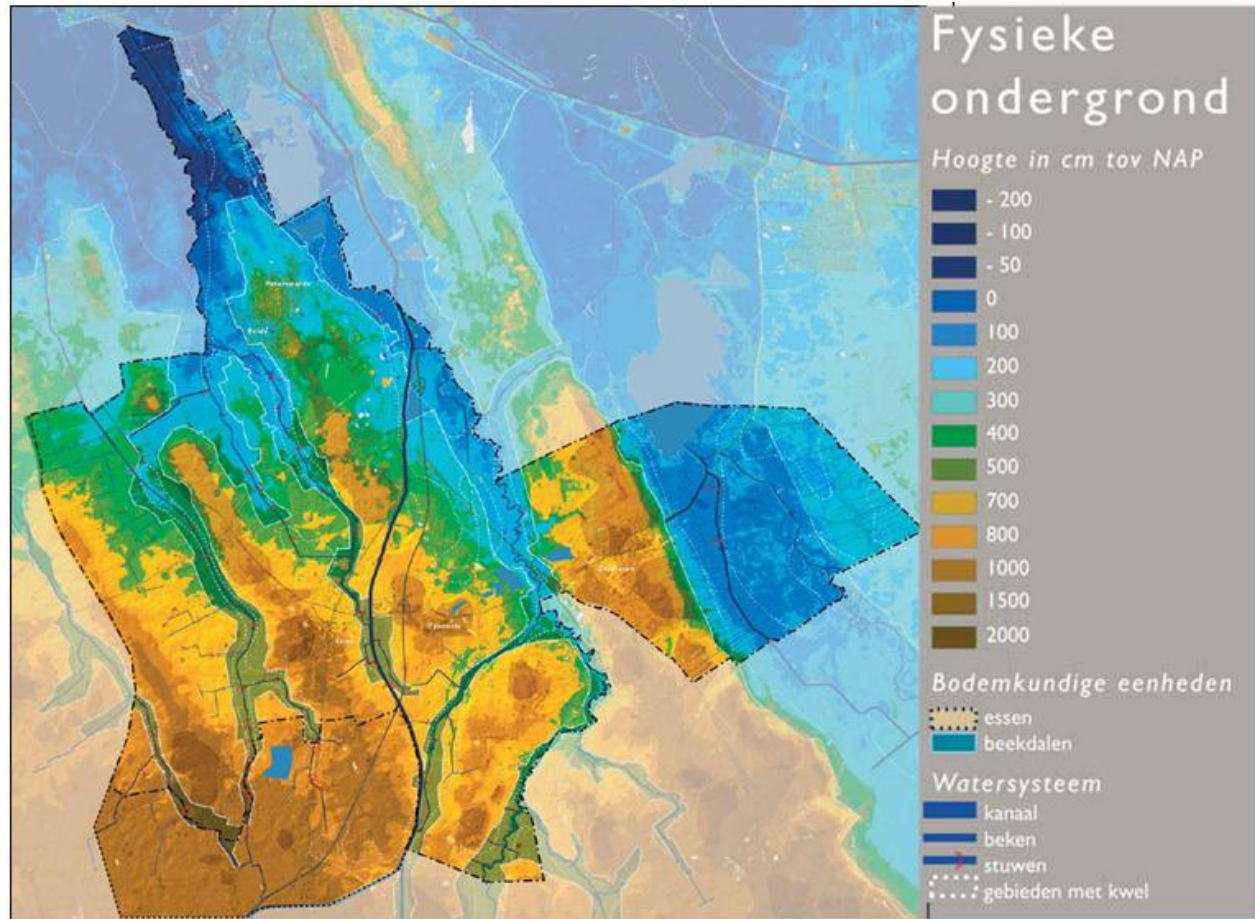 Fysieke
ondergrond
Hoogte in cm tov NAP
- 200
- 100
- 50
0
100
200
300
400
500
700
800
1000
1500
2000
Bodemkundige eenheden
essen
beekdalen
Watersysteem
kanaal
beken
stuwen
gebieden met kwel